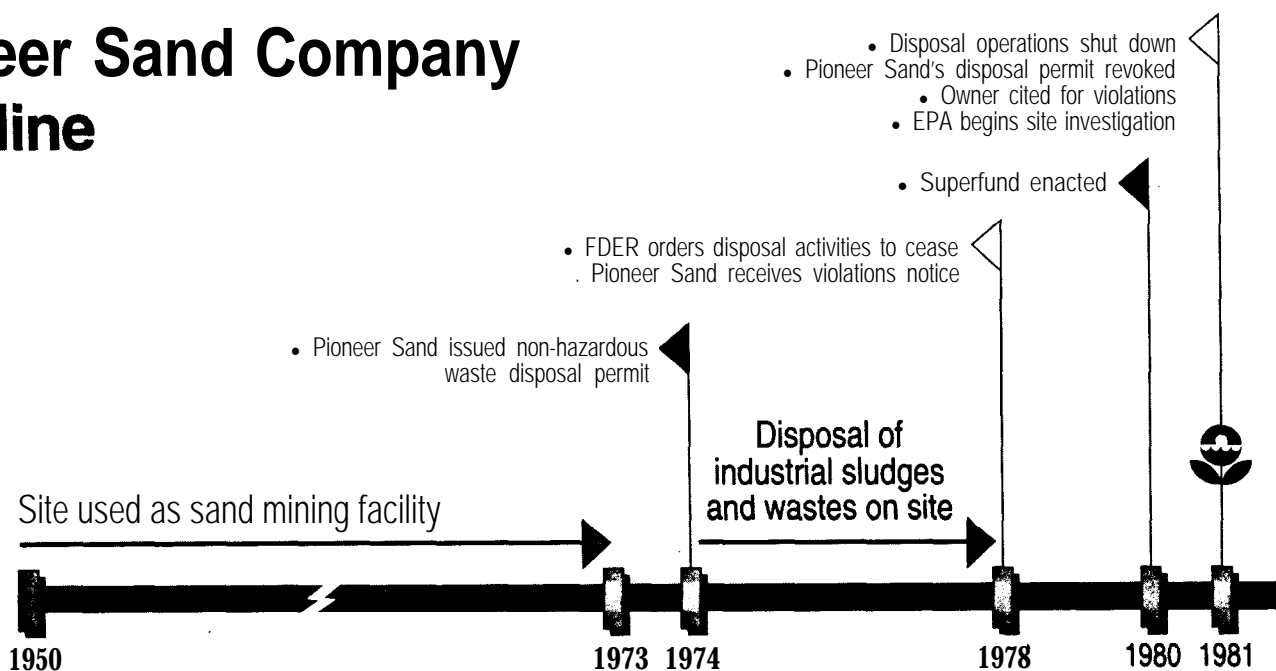 eer Sand Company
line
• Disposal operations shut down
• Pioneer Sand's disposal permit revoked
• Owner cited for violations
• EPA begins site investigation
• Superfund enacted
• FDER orders disposal activities to cease
. Pioneer Sand receives violations notice
• Pioneer Sand issued non-hazardous
waste disposal permit
Disposal of
industrial sludges
and wastes on site
Site used as sand mining facility
1950
1973
1974
1978
1980
1981